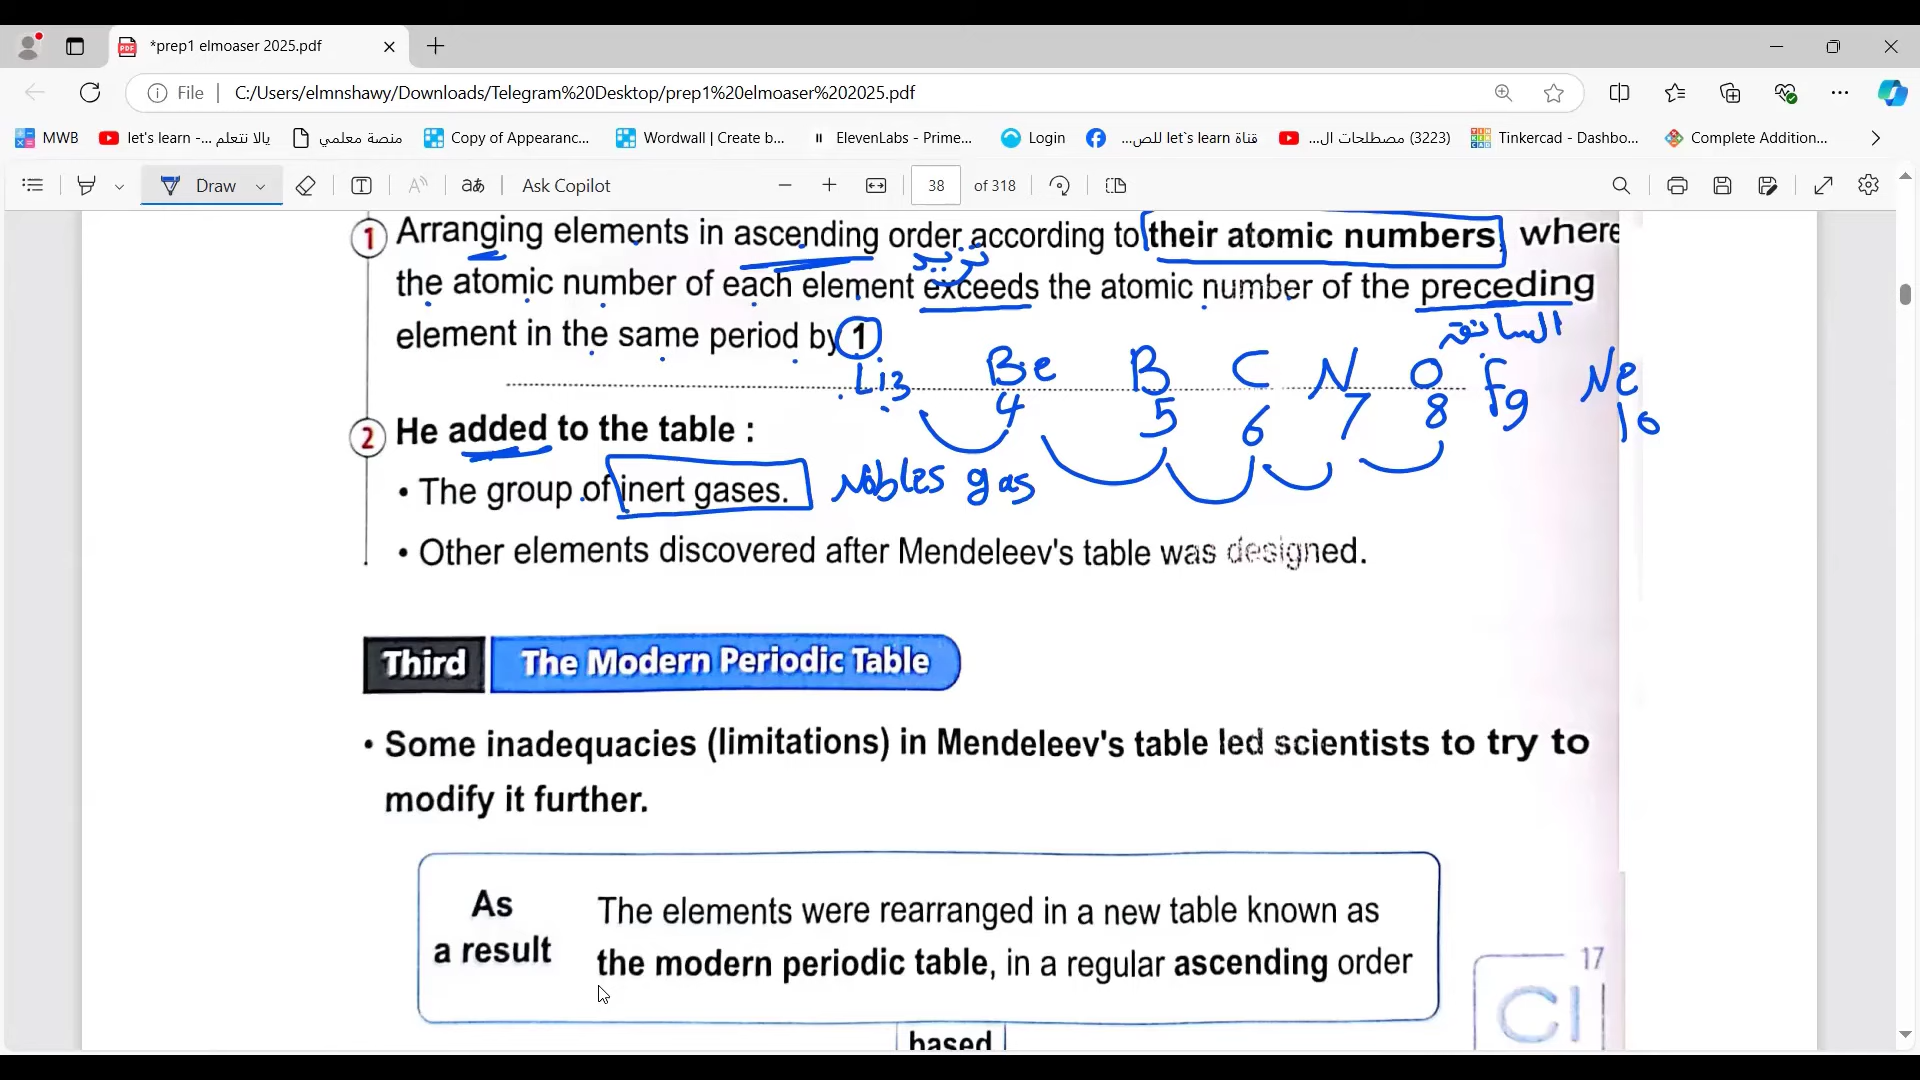 *prep1 elmoaser 2025.pdf
File
C:/Users/elmnshawy/Downloads/Telegram%20Desktop/prep1%20elmoaser%202025.pdf
MWB
let's learn -... يالا نتعلم
منصة معلمي
Copy of Appearanc...
Wordwall | Create b...
ElevenLabs - Prime...
Login
قناة let`s learn للص...
(3223) مصطلحات ال...
Tinkercad - Dashbo...
Complete Addition...
Draw
Ask Copilot
38 of 318
1 Arranging elements in ascending order according to their atomic numbers, where
تزيد
the atomic number of each element exceeds the atomic number of the preceding
element in the same period by 1
Li3 Be B C N O F9 Ne
4 5 6 7 8 10
2 He added to the table :
• The group of inert gases. Nobles gas
• Other elements discovered after Mendeleev's table was designed.
Third The Modern Periodic Table
• Some inadequacies (limitations) in Mendeleev's table led scientists to try to
modify it further.
As
a result
The elements were rearranged in a new table known as
the modern periodic table, in a regular ascending order
17
Cl
based